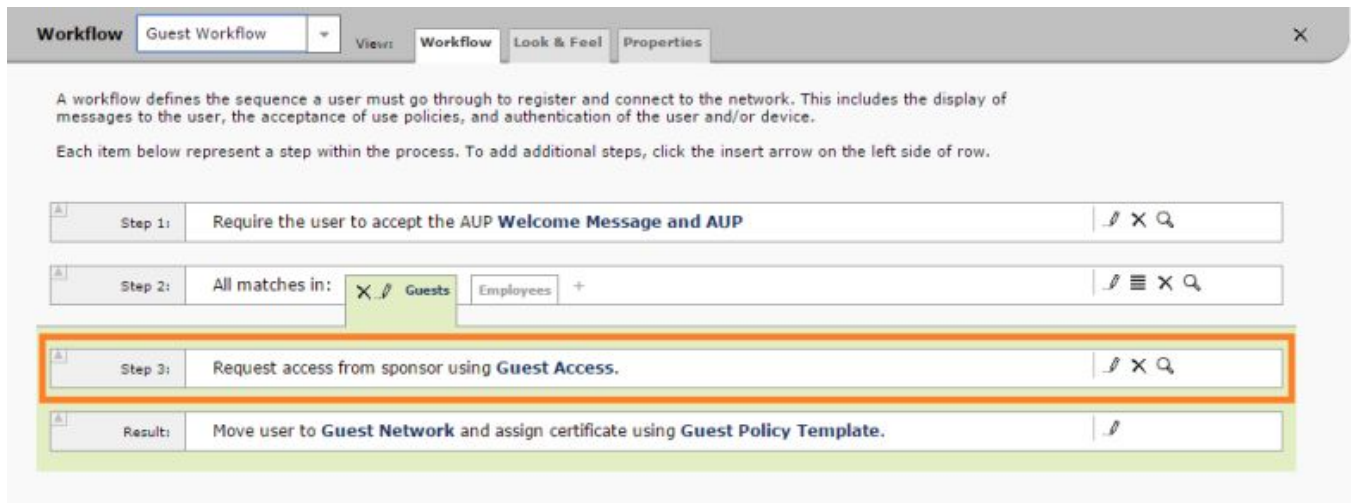 Workflow Guest Workflow View: Workflow Look & Feel Properties
A workflow defines the sequence a user must go through to register and connect to the network. This includes the display of
messages to the user, the acceptance of use policies, and authentication of the user and/or device.
Each item below represent a step within the process. To add additional steps, click the insert arrow on the left side of row.
Step 1: Require the user to accept the AUP Welcome Message and AUP
Step 2: All matches in: Guests Employees +
Step 3: Request access from sponsor using Guest Access.
Result: Move user to Guest Network and assign certificate using Guest Policy Template.